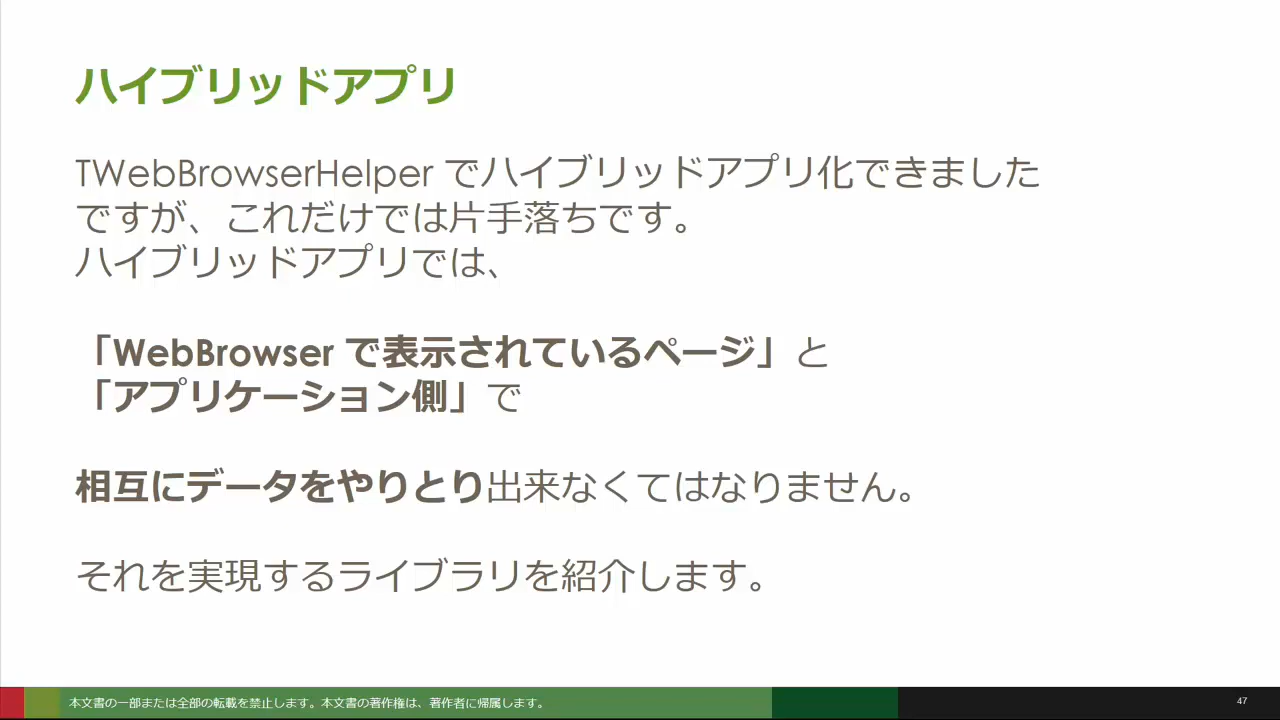 ハイブリッドアプリ
TWebBrowserHelper でハイブリッドアプリ化できました
ですが、これだけでは片手落ちです。
ハイブリッドアプリでは、
「WebBrowser で表示されているページ」と
「アプリケーション側」で
相互にデータをやりとり出来なくてはなりません。
それを実現するライブラリを紹介します。
本文書の一部または全部の転載を禁止します。本文書の著作権は、著作者に帰属します。
47